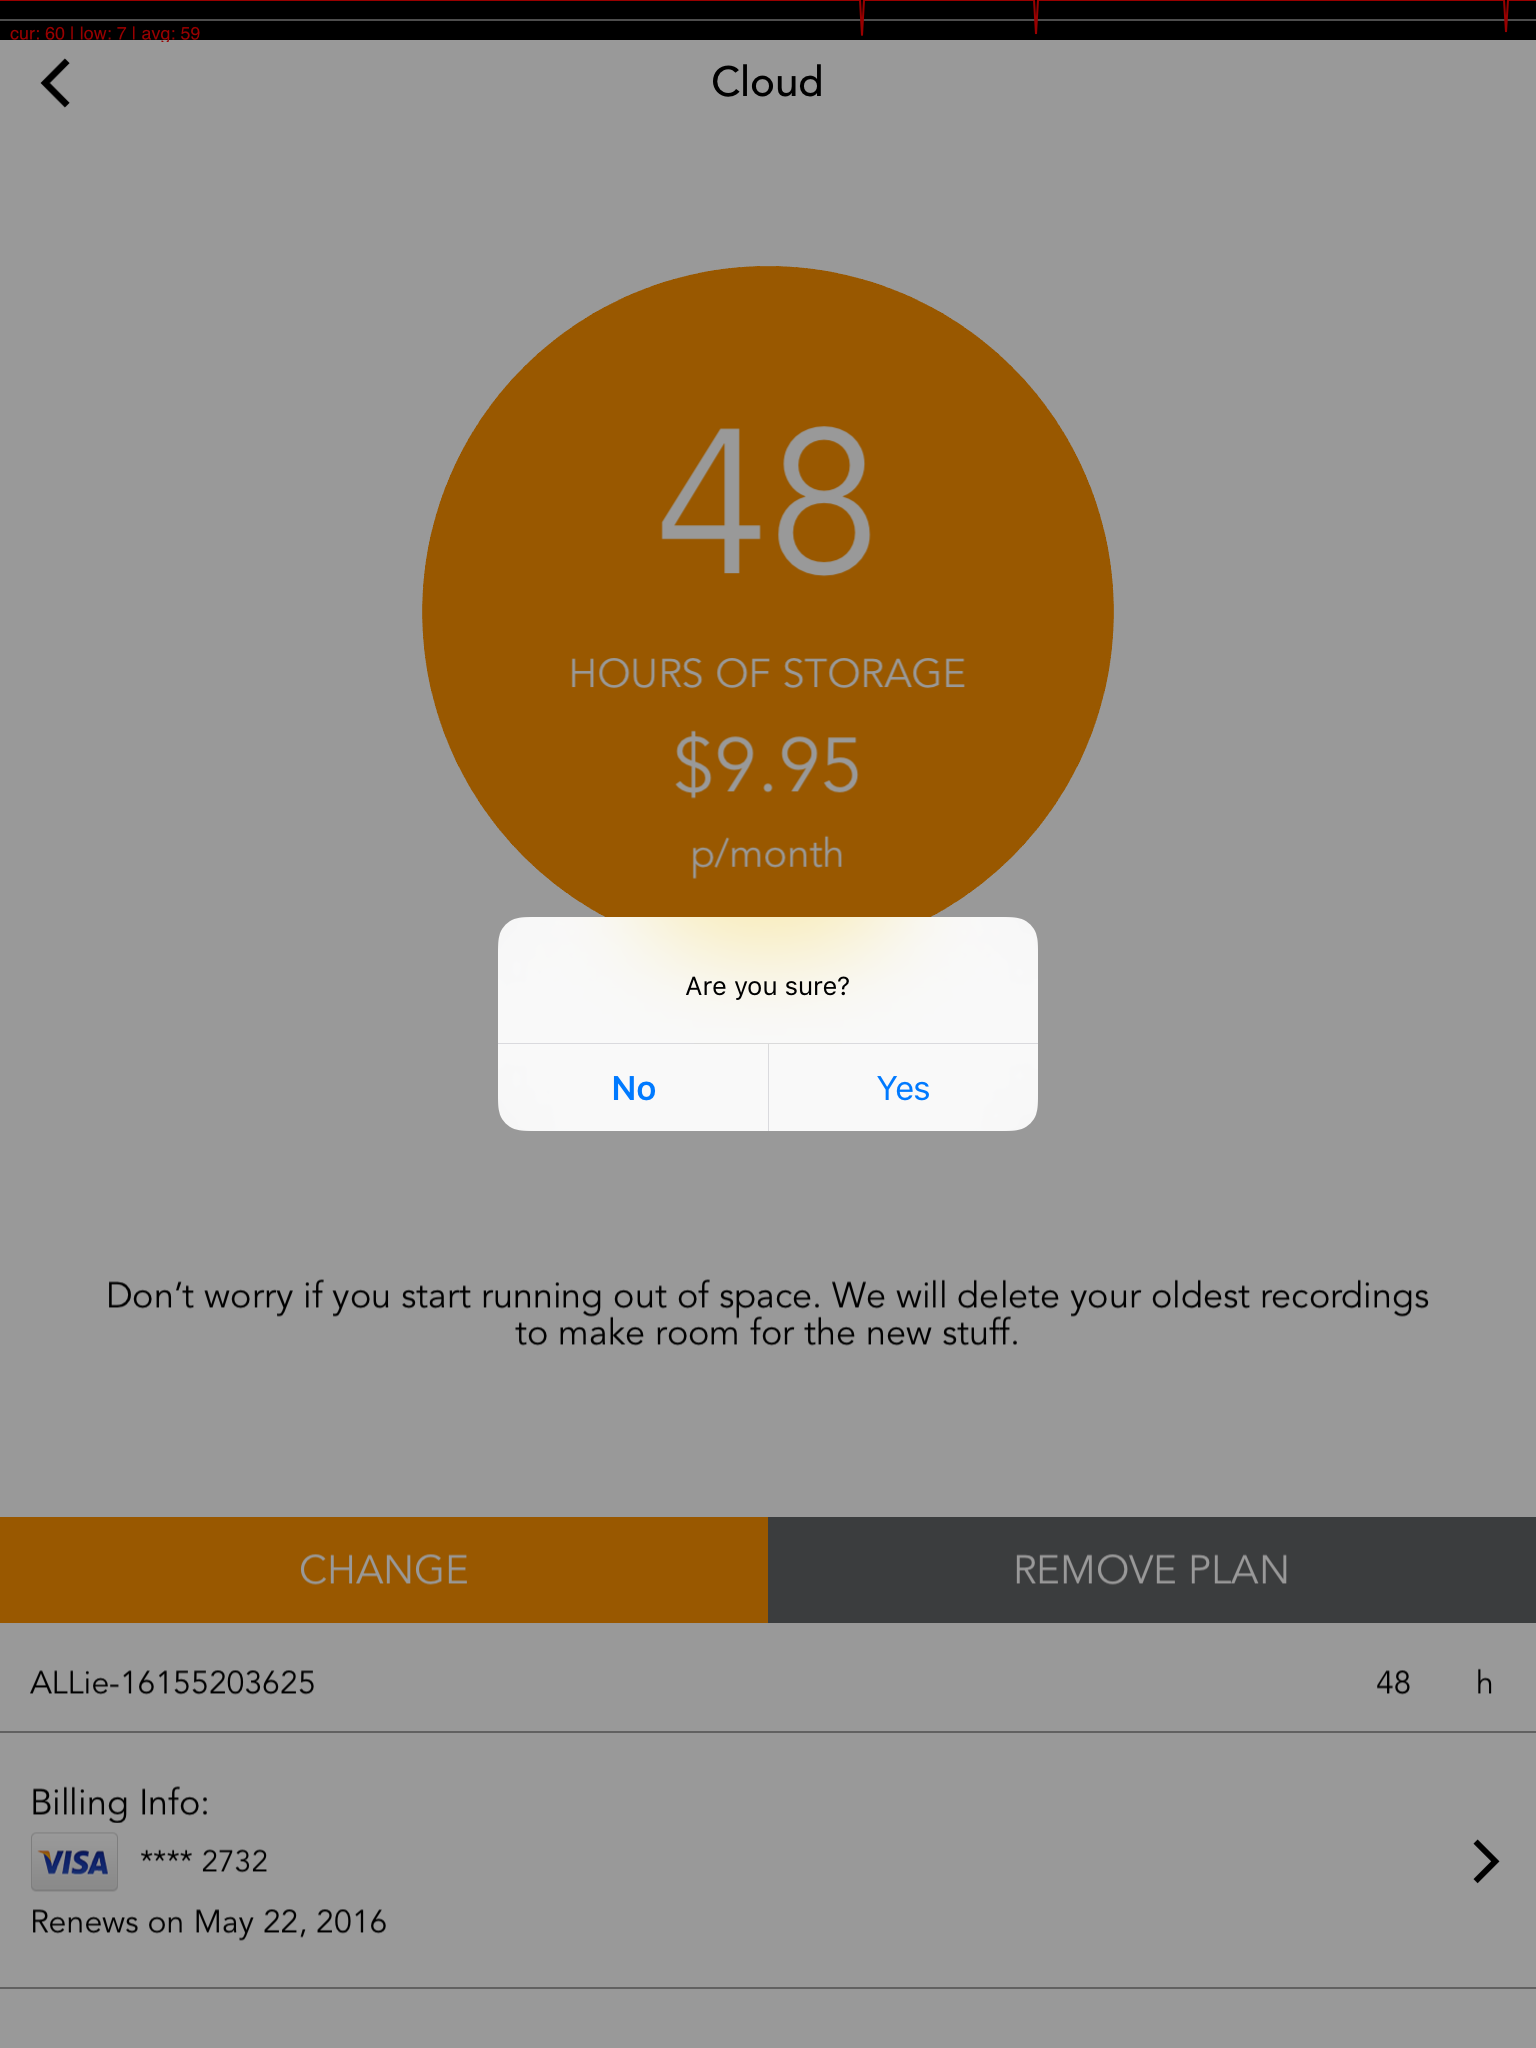 cur: 60 | low: 7 | avg: 59
Cloud
48
HOURS OF STORAGE
$9.95
p/month
Are you sure?
No
Yes
Don’t worry if you start running out of space. We will delete your oldest recordings
to make room for the new stuff.
CHANGE
REMOVE PLAN
ALLie-16155203625 48 h
Billing Info:
VISA **** 2732
Renews on May 22, 2016